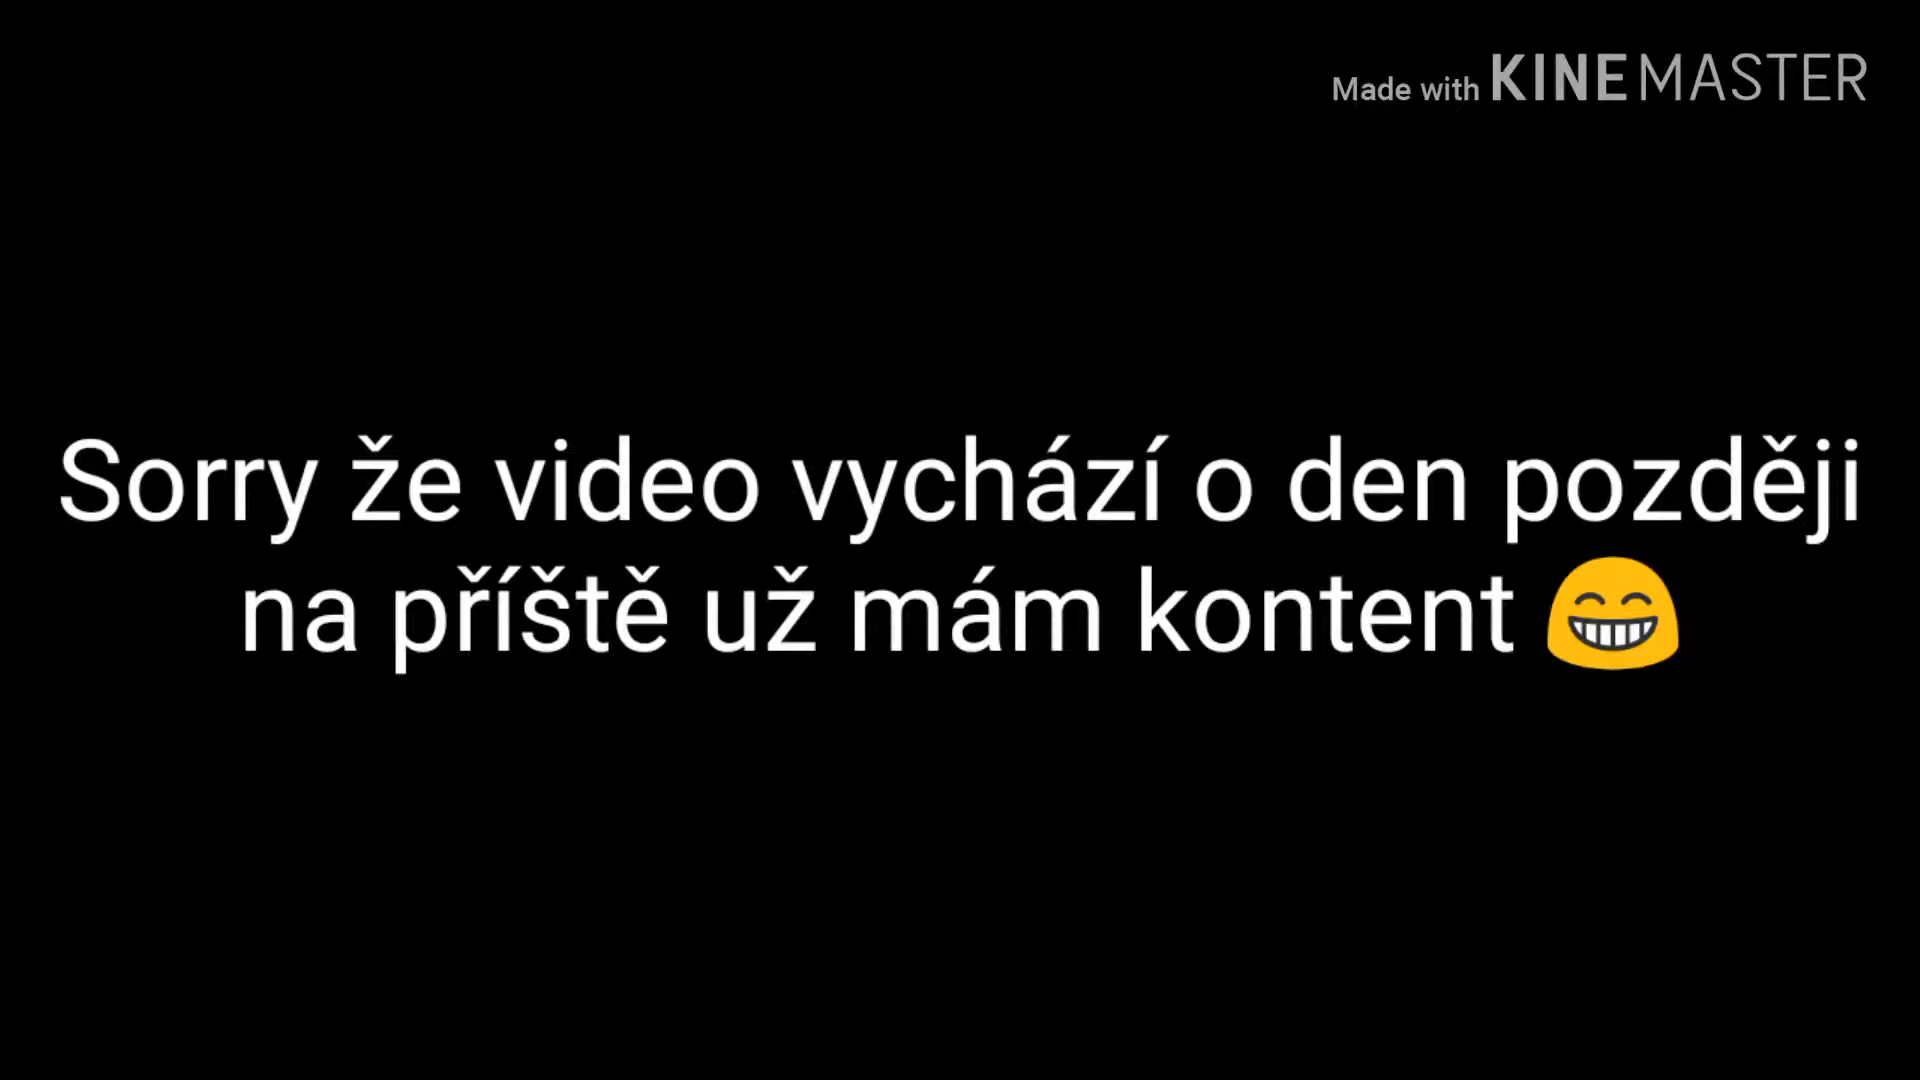 Made with KINEMASTER
Sorry že video vychází o den později
na příště už mám kontent 😁